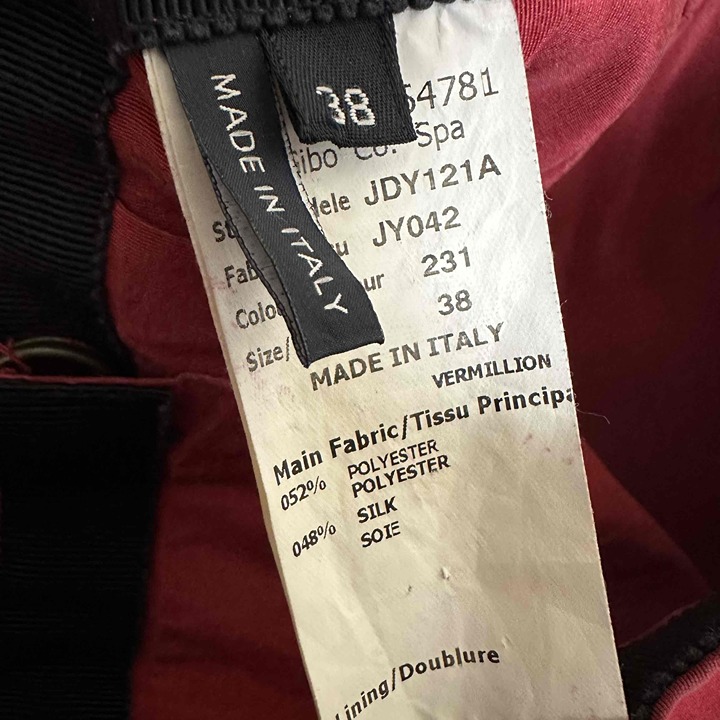 38
MADE IN ITALY
54781
Co. Spa
JDY121A
JY042
231
38
MADE IN ITALY
VERMILLION
Main Fabric/Tissu Principa
052% POLYESTER
POLYESTER
048% SILK
SOIE
Lining/Doublure